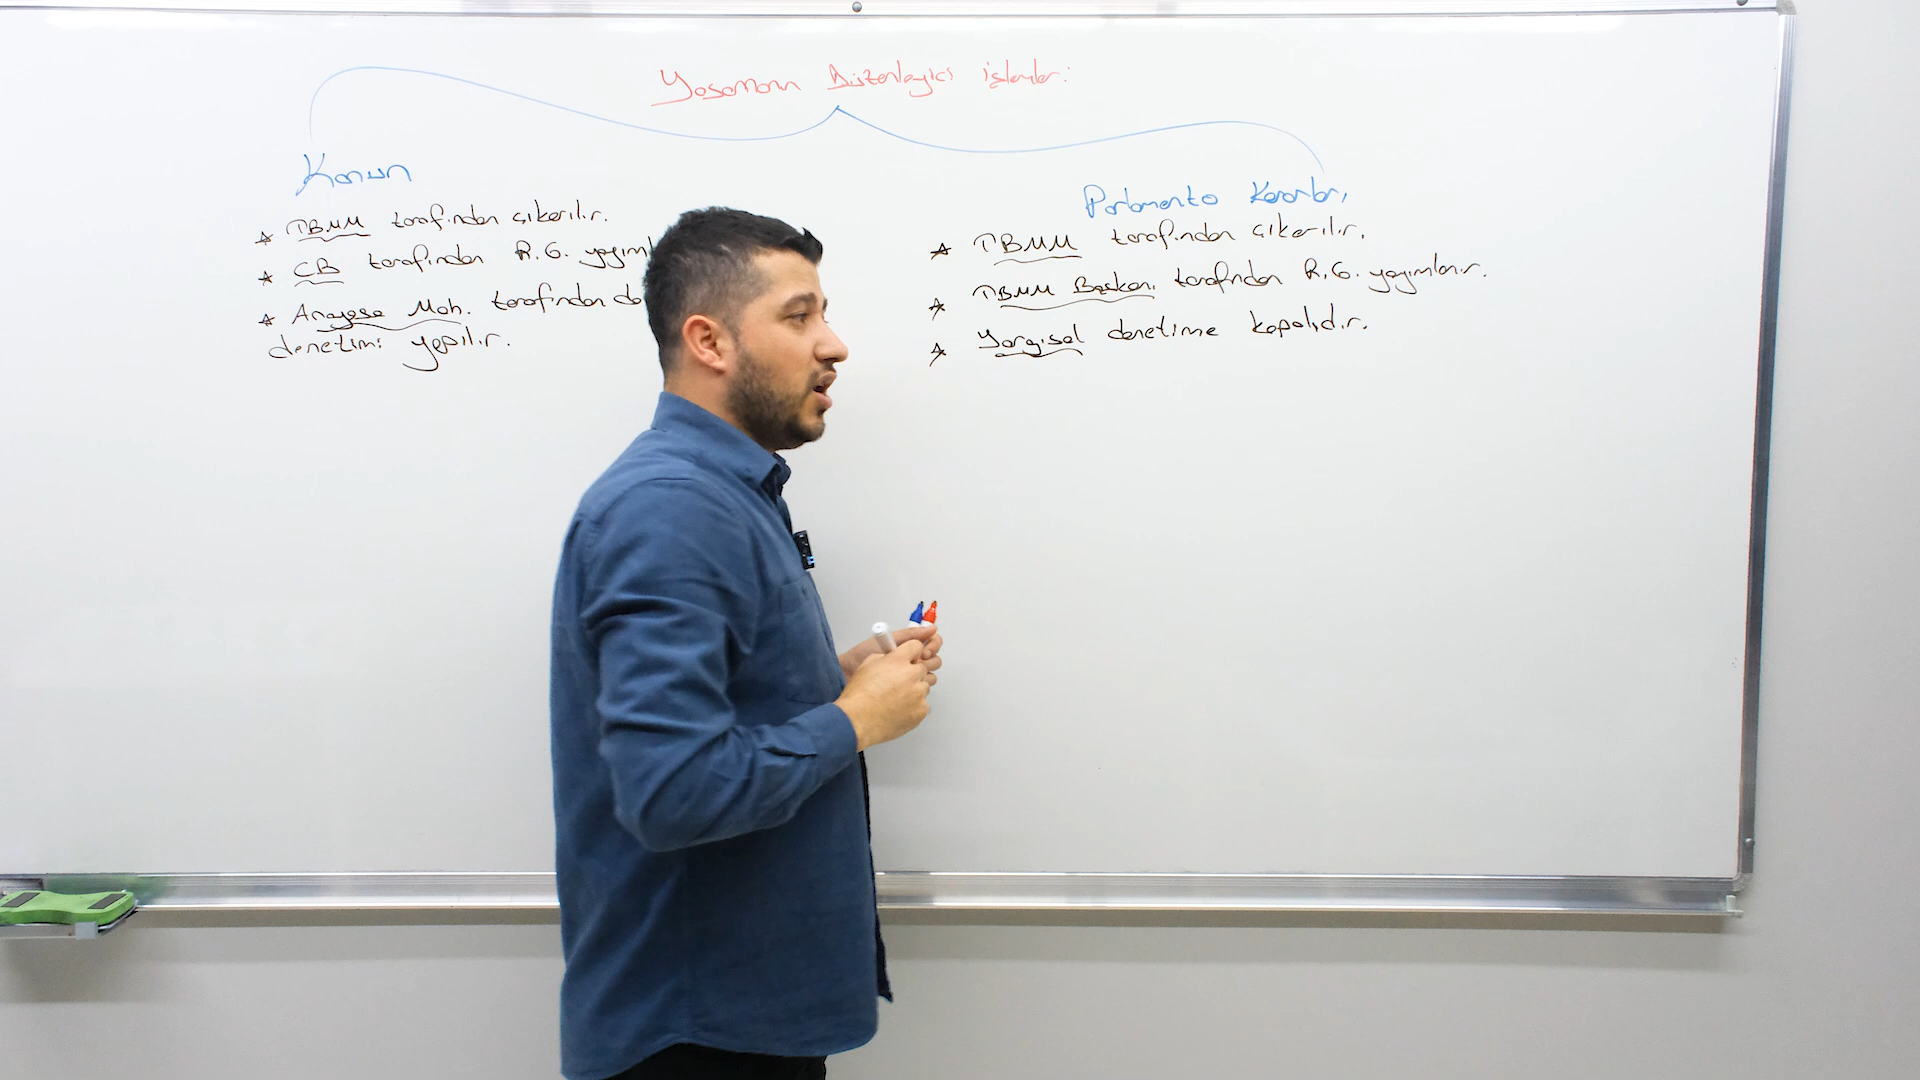 Yasamanın Düzenleyici işlemler:
Kanun
* TBMM tarafından çıkarılır.
* CB tarafından R.G. yayıml
* Anayasa Mah. tarafından de
denetimi yapılır.
Parlamento Kararları
* TBMM tarafından çıkarılır.
* TBMM Başkanı tarafından R.G. yayımlanır.
* Yargısal denetime kapalıdır.